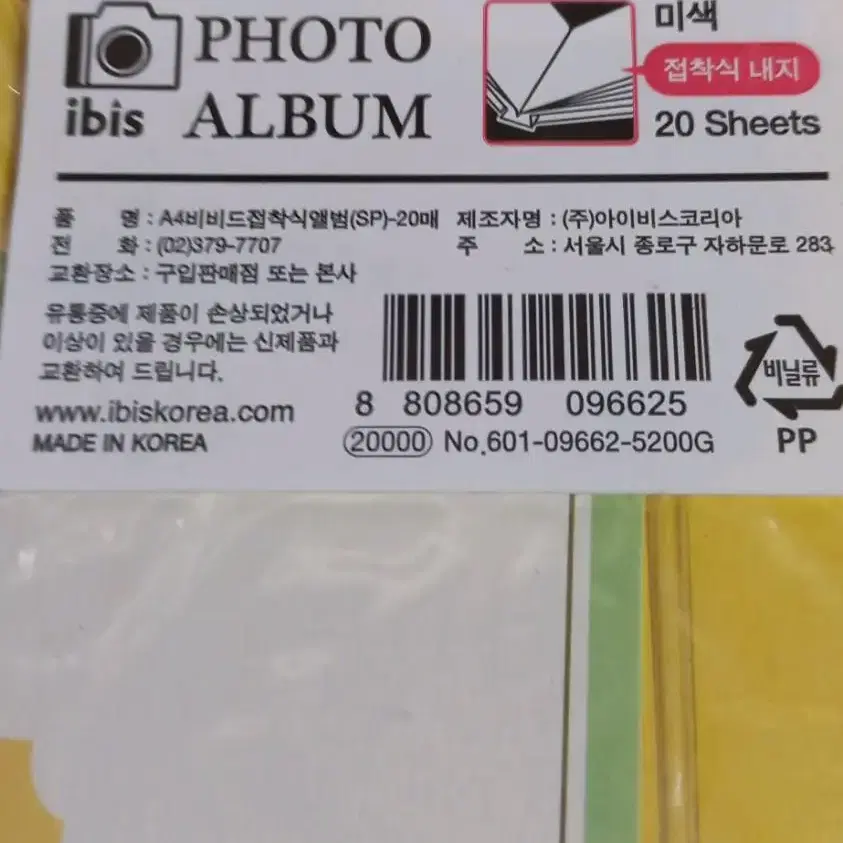 PHOTO
ALBUM
ibis
미색
접착식 내지
20 Sheets
품 명 : A4비비드접착식앨범(SP)-20매
전 화 : (02)379-7707
교환장소 : 구입판매점 또는 본사
제조자명 : (주)아이비스코리아
주 소 : 서울시 종로구 자하문로 283
유통중에 제품이 손상되었거나
이상이 있을 경우에는 신제품과
교환하여 드립니다.
www.ibiskorea.com
MADE IN KOREA
8 808659 096625
20000 No.601-09662-5200G
비닐류
PP